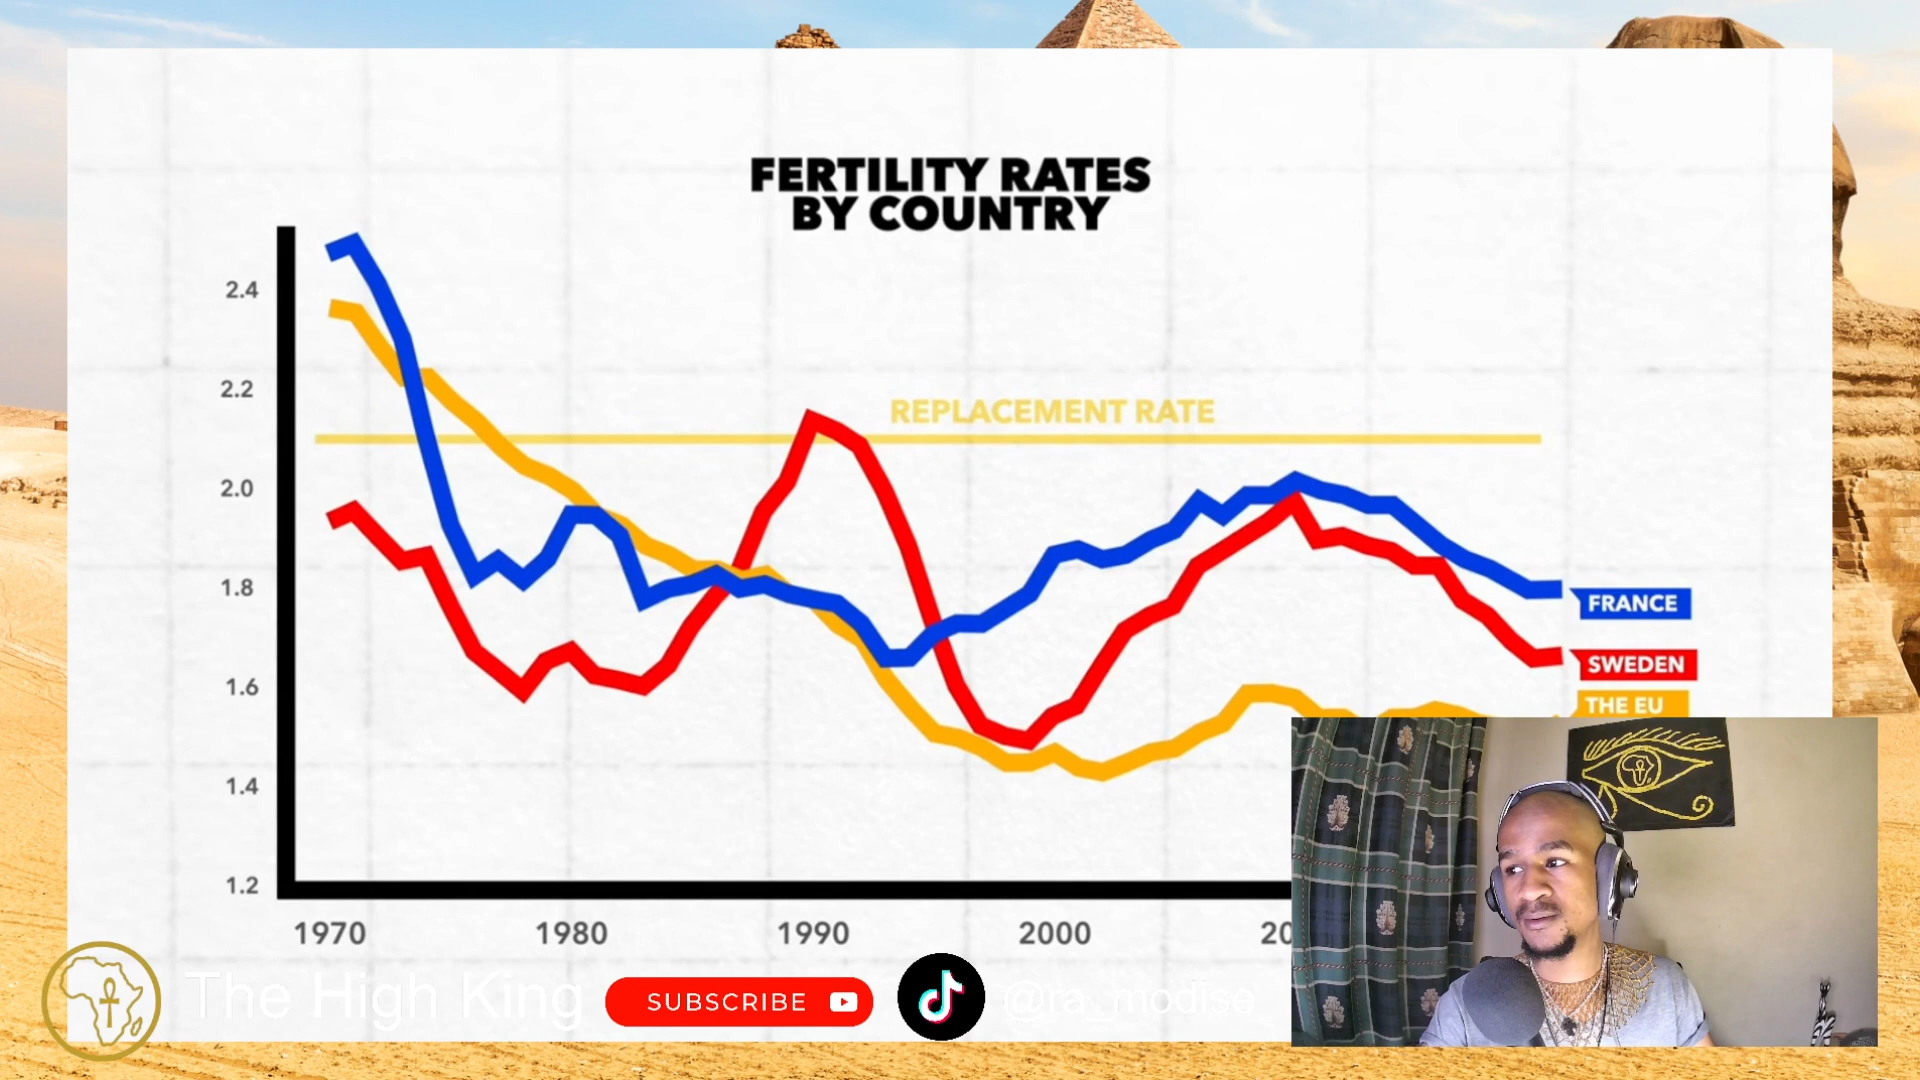 FERTILITY RATES
BY COUNTRY
2.4
2.2
REPLACEMENT RATE
2.0
1.8
FRANCE
1.6
SWEDEN
THE EU
1.4
1.2
1970
1980
1990
2000
The High King
SUBSCRIBE
@ra_modise